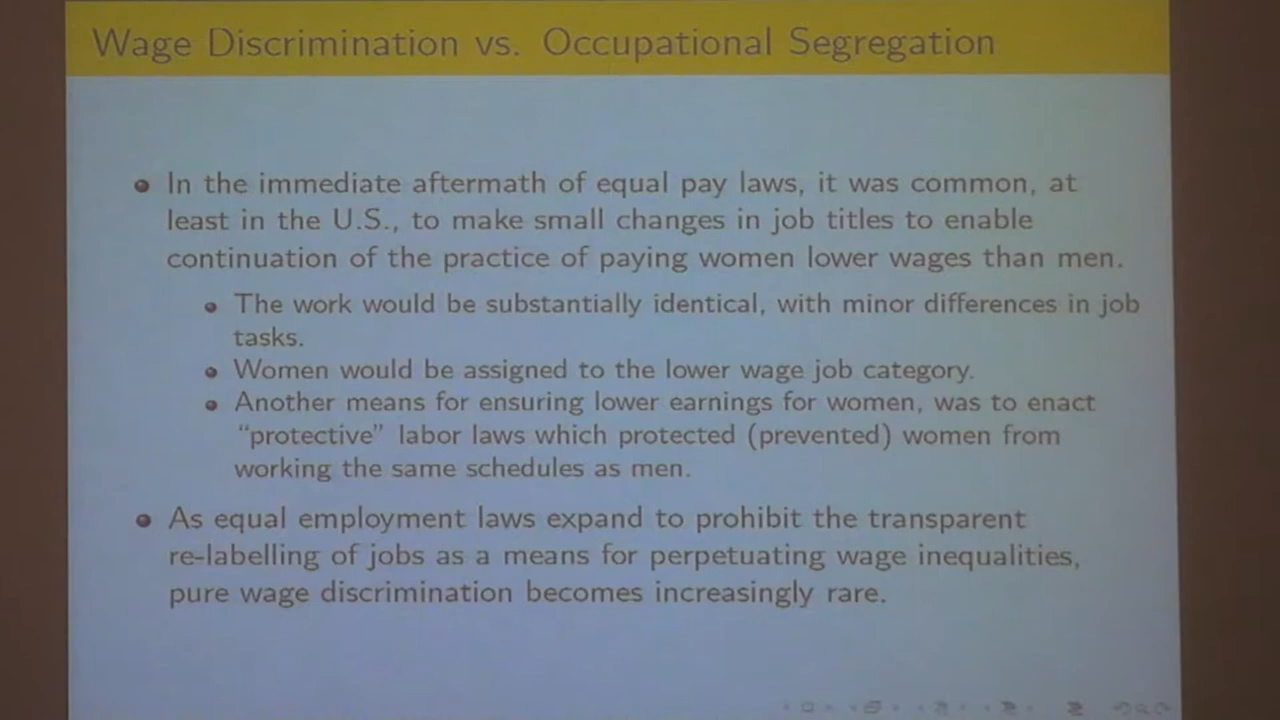 Wage Discrimination vs. Occupational Segregation
In the immediate aftermath of equal pay laws, it was common, at
least in the U.S., to make small changes in job titles to enable
continuation of the practice of paying women lower wages than men.
The work would be substantially identical, with minor differences in job
tasks.
Women would be assigned to the lower wage job category.
Another means for ensuring lower earnings for women, was to enact
“protective” labor laws which protected (prevented) women from
working the same schedules as men.
As equal employment laws expand to prohibit the transparent
re-labelling of jobs as a means for perpetuating wage inequalities,
pure wage discrimination becomes increasingly rare.